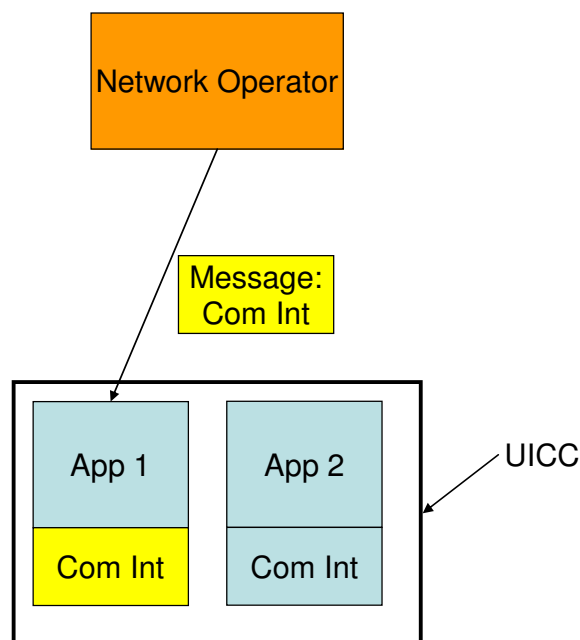 Network Operator
Message:
Com Int
App 1
App 2
UICC
Com Int
Com Int